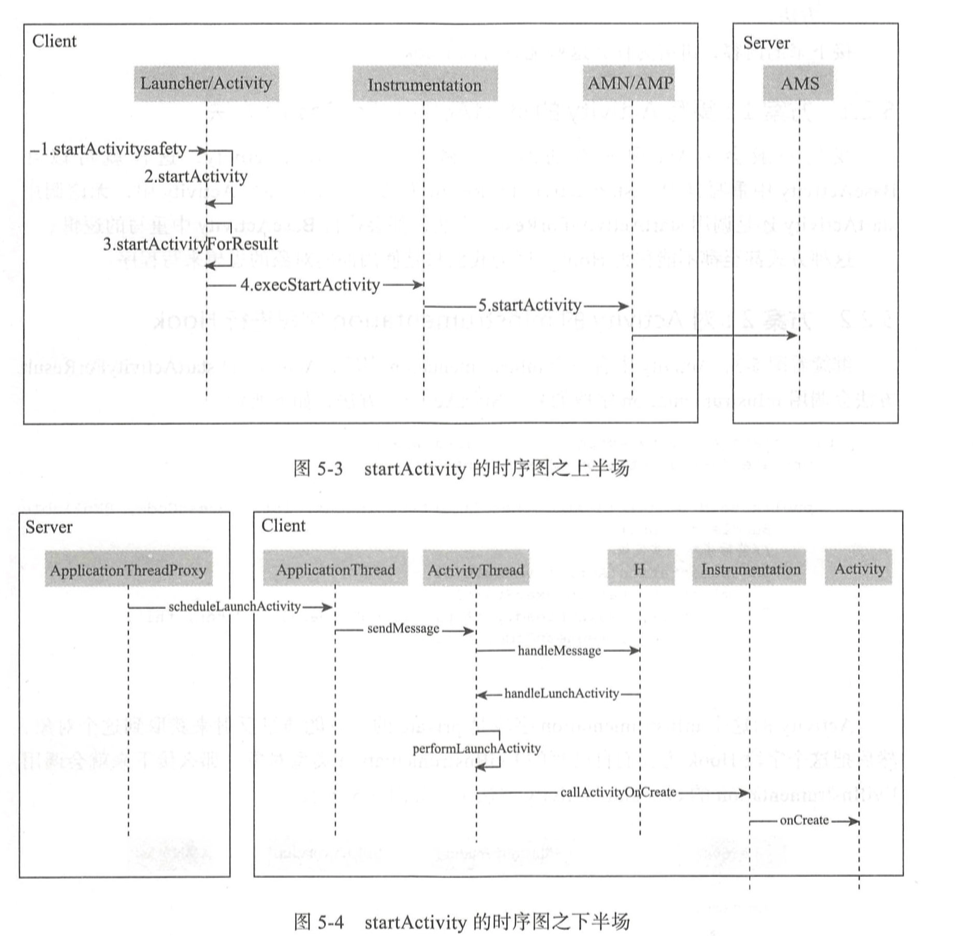 Client
Server
Launcher/Activity
Instrumentation
AMN/AMP
AMS
1.startActivitysafety
2.startActivity
3.startActivityForResult
4.execStartActivity
5.startActivity
图 5-3 startActivity 的时序图之上半场
Server
Client
ApplicationThreadProxy
ApplicationThread
ActivityThread
H
Instrumentation
Activity
scheduleLaunchActivity
sendMessage
handleMessage
handleLunchActivity
performLaunchActivity
callActivityOnCreate
onCreate
图 5-4 startActivity 的时序图之下半场